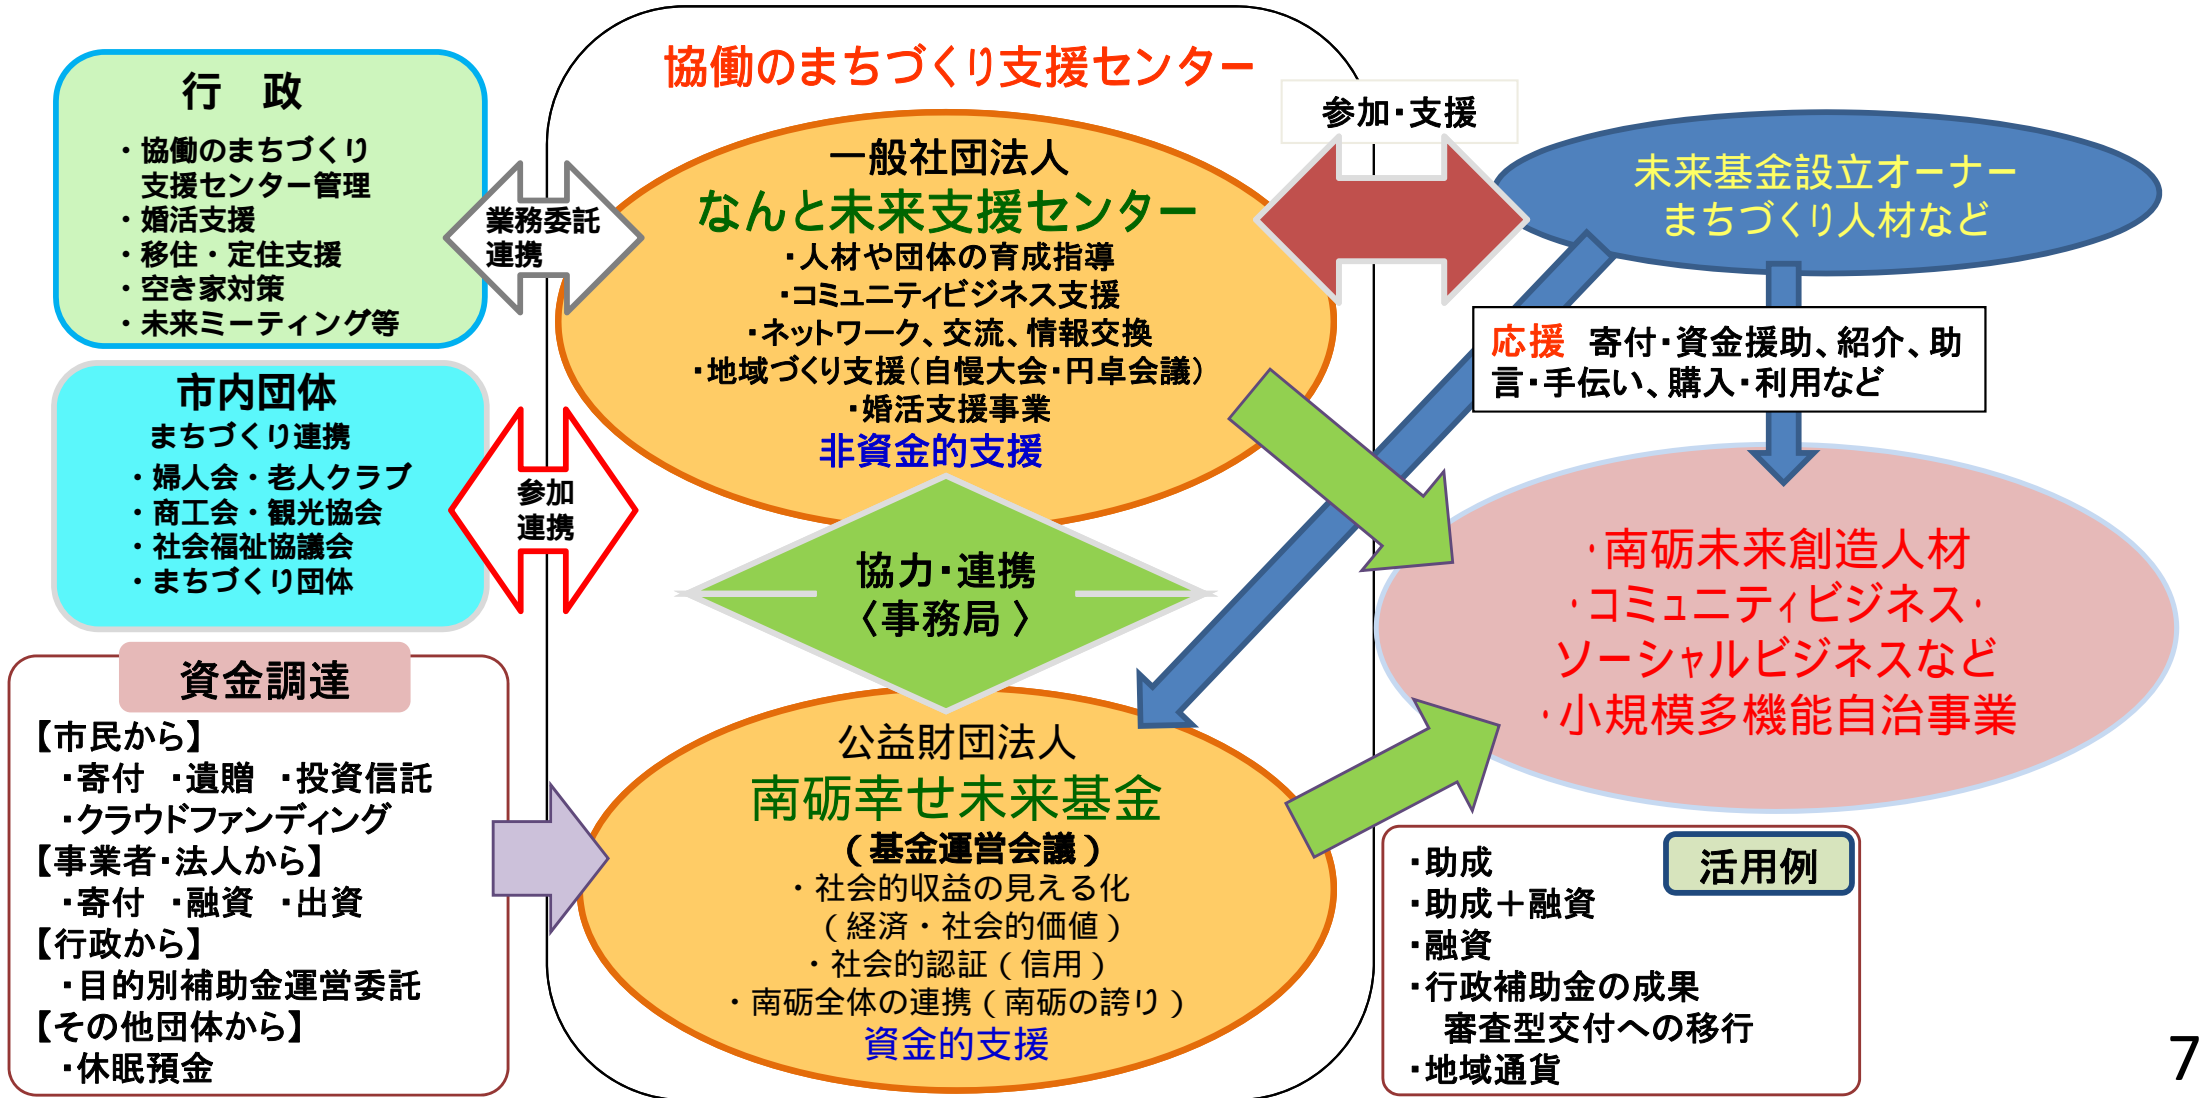 行　政
・協働のまちづくり
支援センター管理
・婚活支援
・移住・定住支援
・空き家対策
・未来ミーティング等
業務委託
連携
市内団体
まちづくり連携
・婦人会・老人クラブ
・商工会・観光協会
・社会福祉協議会
・まちづくり団体
参加
連携
資金調達
【市民から】
・寄付　・遺贈　・投資信託
・クラウドファンディング
【事業者・法人から】
・寄付　・融資　・出資
【行政から】
・目的別補助金運営委託
【その他団体から】
・休眠預金
協働のまちづくり支援センター
一般社団法人
なんと未来支援センター
・人材や団体の育成指導
・コミュニティビジネス支援
・ネットワーク、交流、情報交換
・地域づくり支援（自慢大会・円卓会議）
・婚活支援事業
非資金的支援
協力・連携
〈事務局 〉
公益財団法人
南砺幸せ未来基金
（基金運営会議）
・社会的収益の見える化
（経済・社会的価値）
・社会的認証（信用）
・南砺全体の連携（南砺の誇り）
資金的支援
参加・支援
未来基金設立オーナー
まちづくり人材など
応援　寄付・資金援助、紹介、助
言・手伝い、購入・利用など
・南砺未来創造人材
・コミュニティビジネス・
ソーシャルビジネスなど
・小規模多機能自治事業
活用例
・助成
・助成＋融資
・融資
・行政補助金の成果
審査型交付への移行
・地域通貨
7